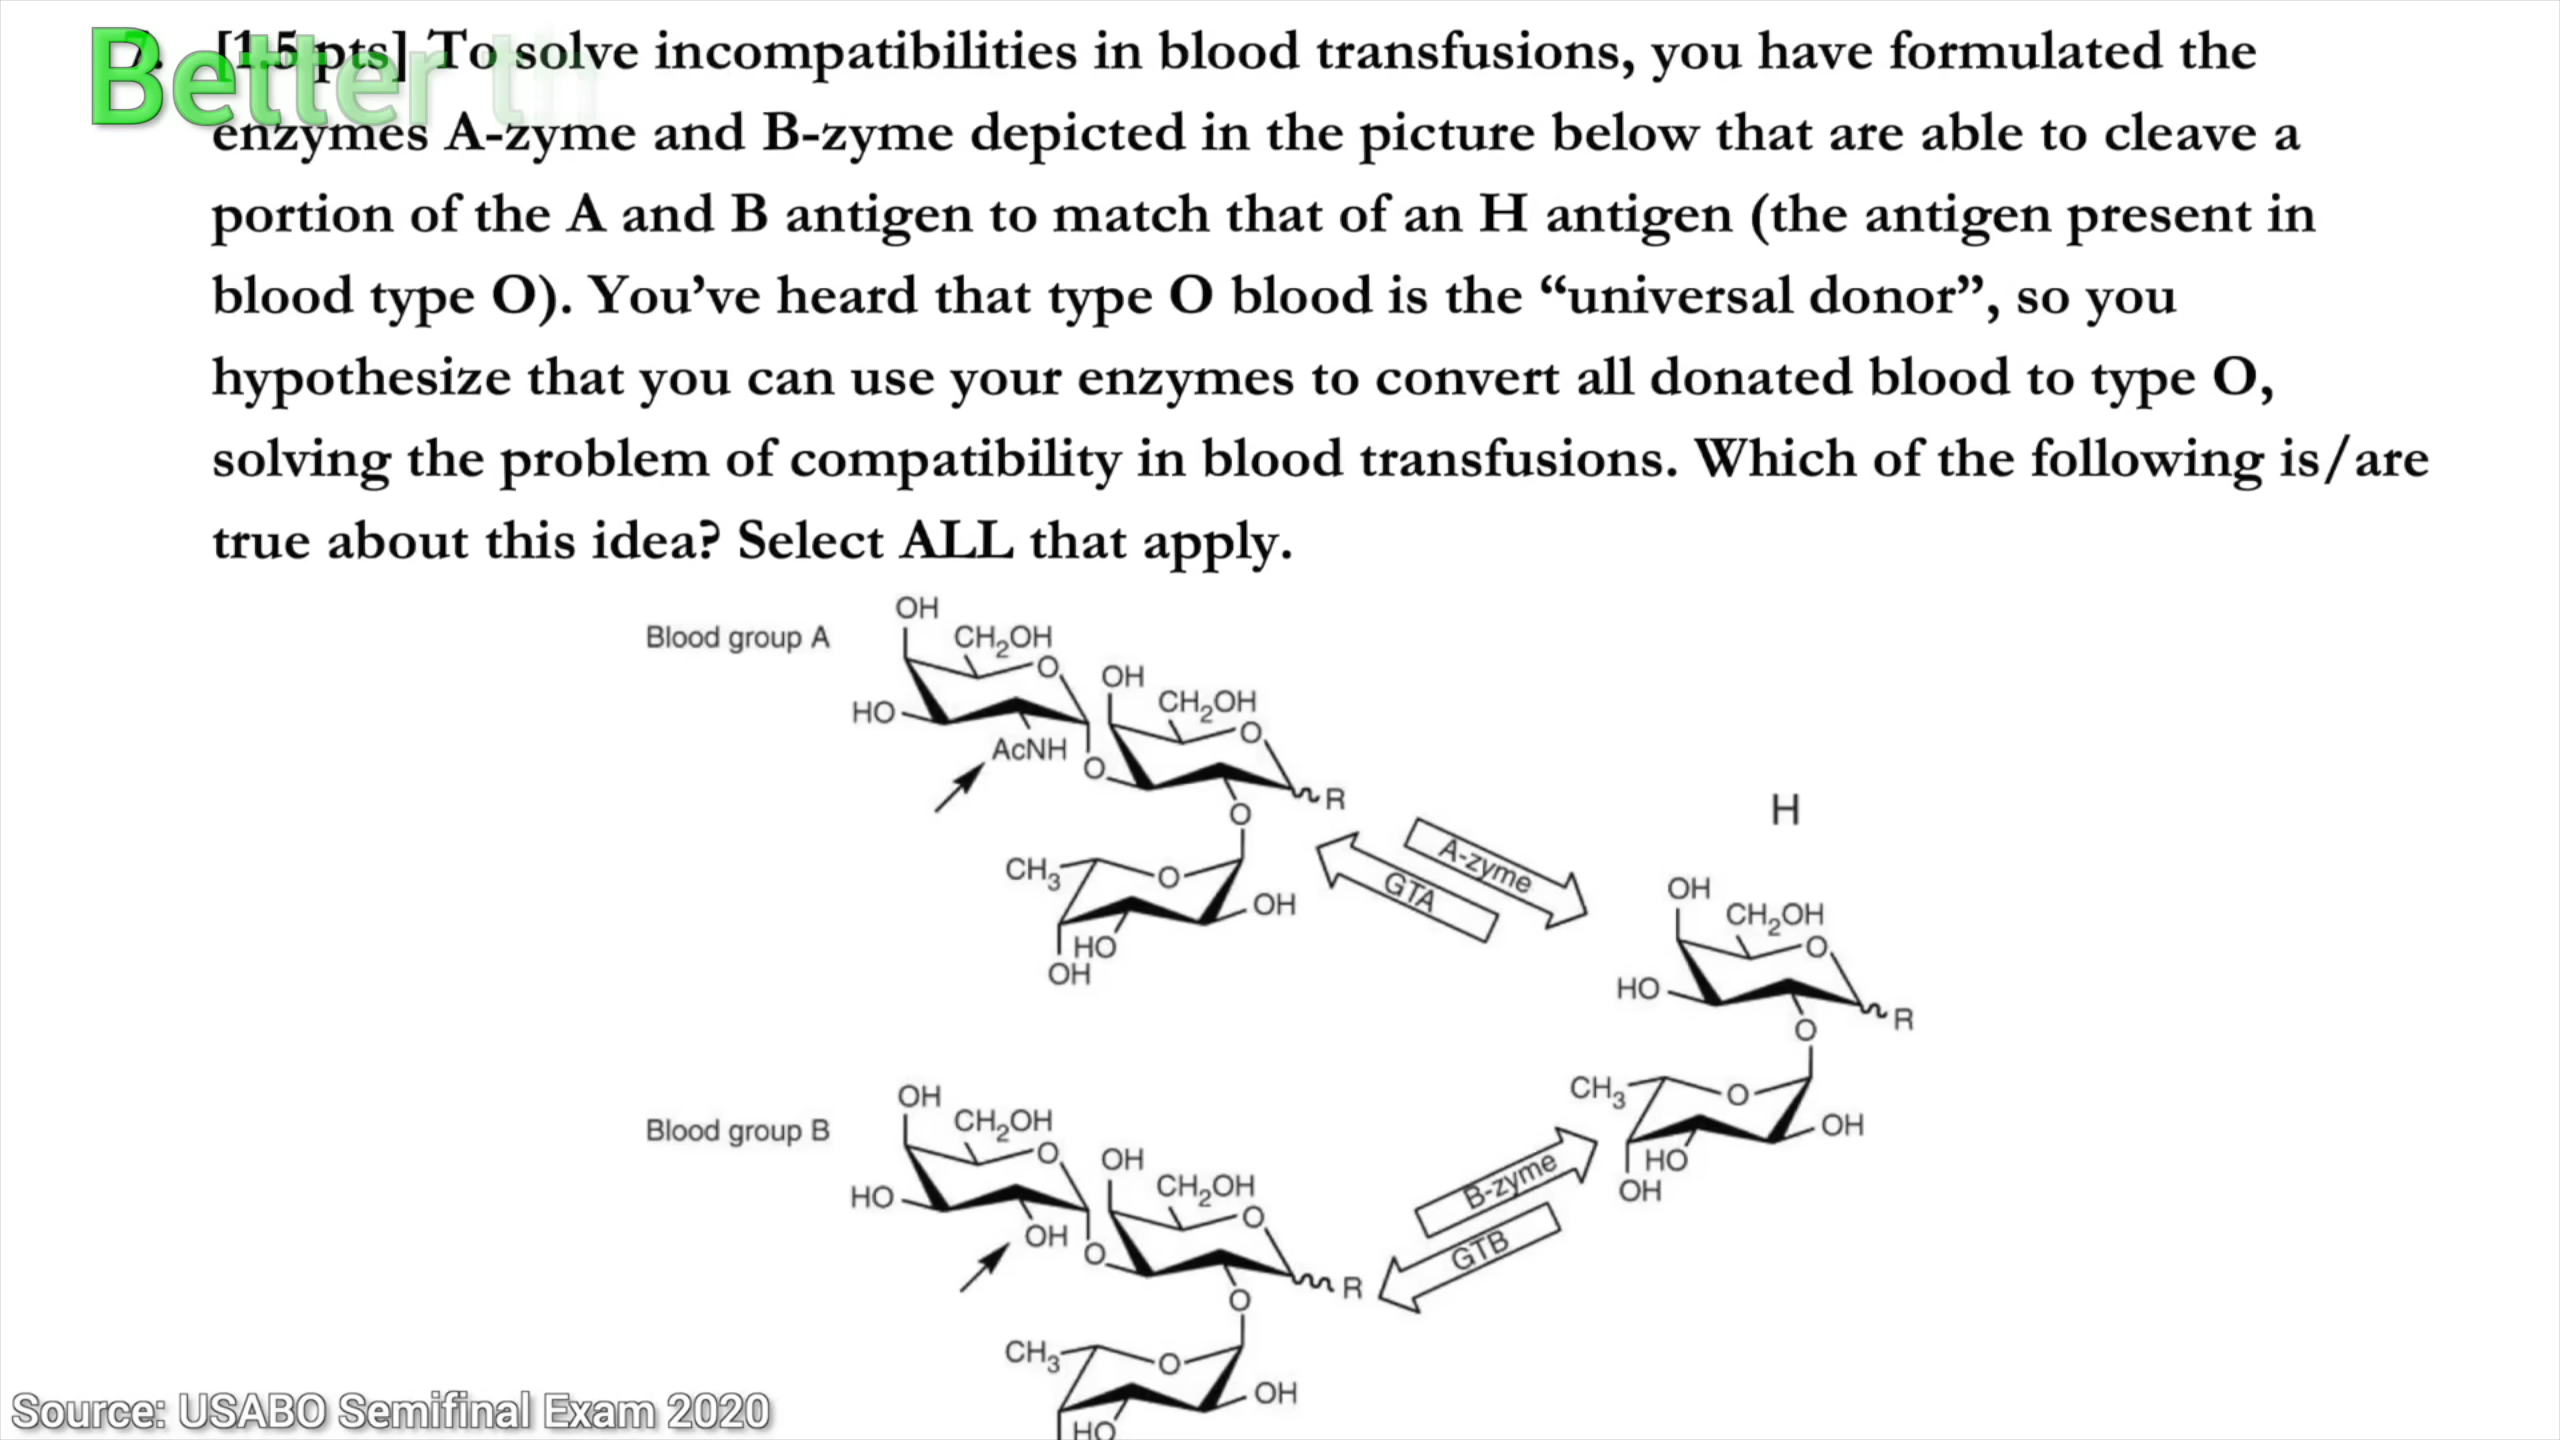 Better th
7. [1.5 pts] To solve incompatibilities in blood transfusions, you have formulated the
enzymes A-zyme and B-zyme depicted in the picture below that are able to cleave a
portion of the A and B antigen to match that of an H antigen (the antigen present in
blood type O). You’ve heard that type O blood is the “universal donor”, so you
hypothesize that you can use your enzymes to convert all donated blood to type O,
solving the problem of compatibility in blood transfusions. Which of the following is/are
true about this idea? Select ALL that apply.
Blood group A
OH
CH₂OH
O
HO
AcNH
O
OH
CH₂OH
O
R
O
CH₃
O
OH
HO
OH
A-zyme
GTA
H
OH
CH₂OH
O
HO
R
O
CH₃
O
OH
HO
OH
Blood group B
OH
CH₂OH
O
HO
OH
O
OH
CH₂OH
O
R
O
CH₃
O
OH
HO
B-zyme
GTB
Source: USABO Semifinal Exam 2020